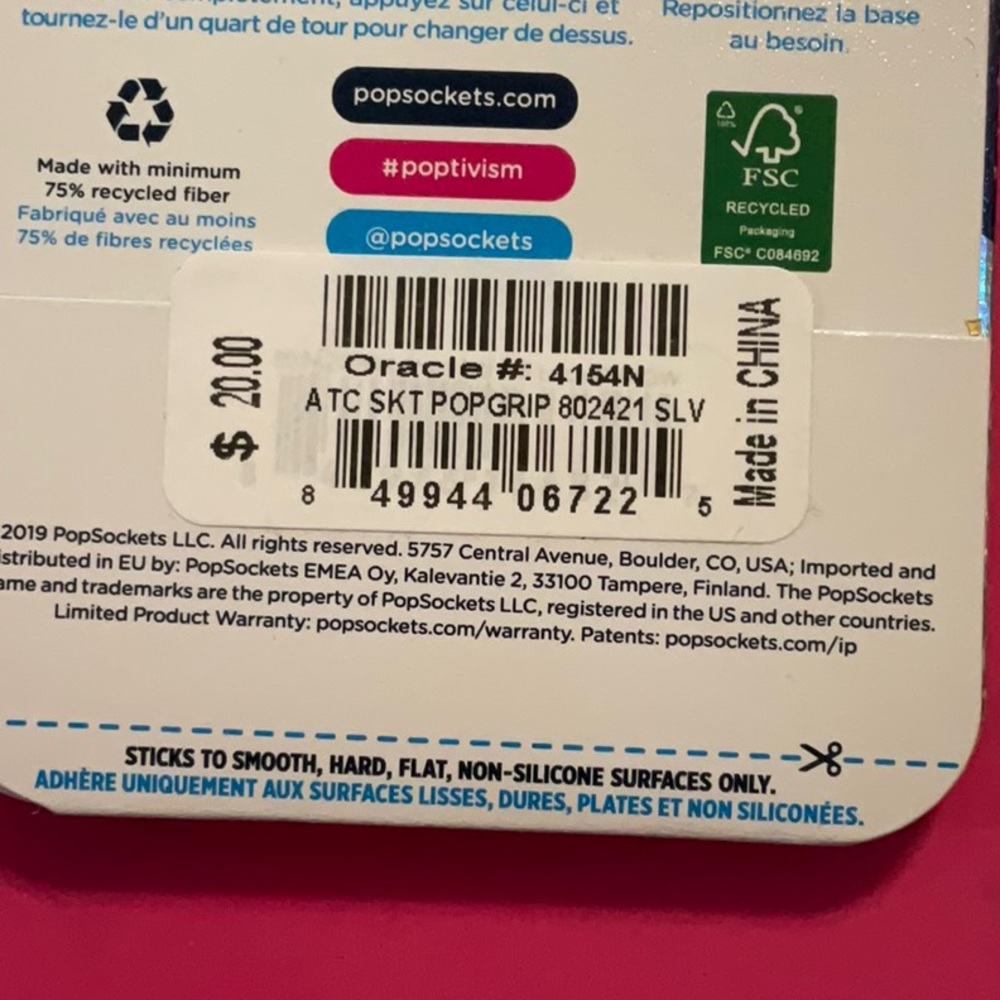 appuyez sur celui-ci et
tournez-le d'un quart de tour pour changer de dessus.
Repositionnez la base
au besoin.
Made with minimum
75% recycled fiber
Fabriqué avec au moins
75% de fibres recyclées
popsockets.com
#poptivism
@popsockets
100%
FSC
RECYCLED
Packaging
FSC® C084692
$ 20.00
Oracle #: 4154N
ATC SKT POPGRIP 802421 SLV
8 49944 06722 5
Made in CHINA
2019 PopSockets LLC. All rights reserved. 5757 Central Avenue, Boulder, CO, USA; Imported and
istributed in EU by: PopSockets EMEA Oy, Kalevantie 2, 33100 Tampere, Finland. The PopSockets
ame and trademarks are the property of PopSockets LLC, registered in the US and other countries.
Limited Product Warranty: popsockets.com/warranty. Patents: popsockets.com/ip
STICKS TO SMOOTH, HARD, FLAT, NON-SILICONE SURFACES ONLY.
ADHÈRE UNIQUEMENT AUX SURFACES LISSES, DURES, PLATES ET NON SILICONÉES.